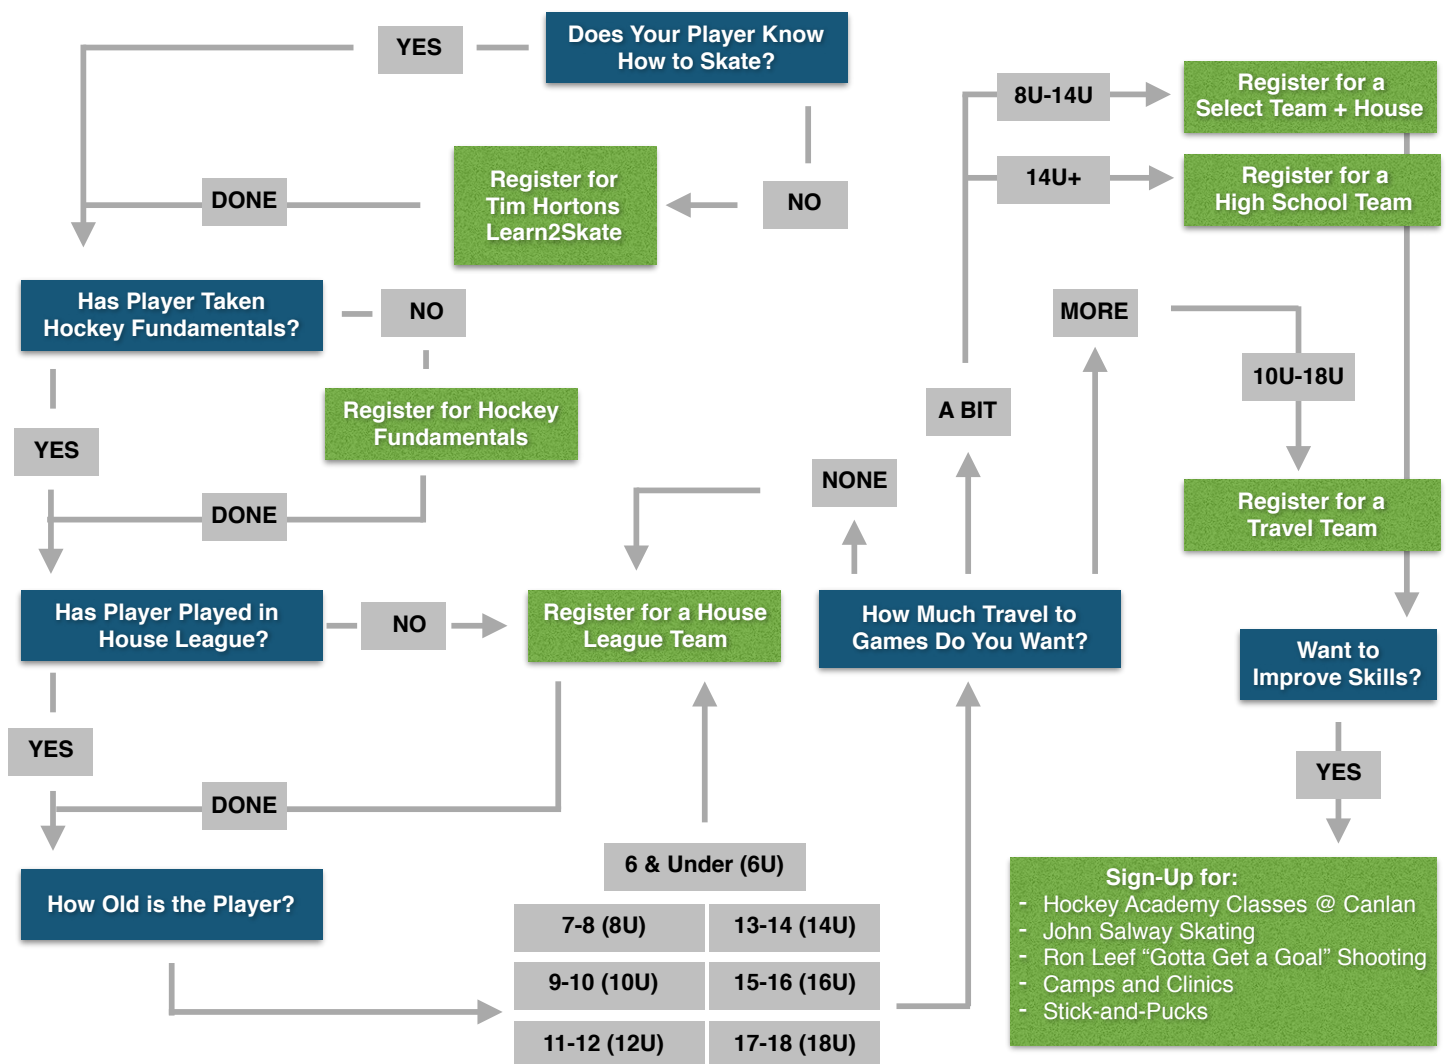 Does Your Player Know
How to Skate?
YES
NO
Register for
Tim Hortons
Learn2Skate
DONE
Has Player Taken
Hockey Fundamentals?
NO
YES
Register for Hockey
Fundamentals
DONE
Has Player Played in
House League?
NO
YES
Register for a House
League Team
DONE
How Old is the Player?
6 & Under (6U)
7-8 (8U)
13-14 (14U)
9-10 (10U)
15-16 (16U)
11-12 (12U)
17-18 (18U)
How Much Travel to
Games Do You Want?
NONE
A BIT
MORE
8U-14U
Register for a
Select Team + House
14U+
Register for a
High School Team
10U-18U
Register for a
Travel Team
Want to
Improve Skills?
YES
Sign-Up for:
- Hockey Academy Classes @ Canlan
- John Salway Skating
- Ron Leef “Gotta Get a Goal” Shooting
- Camps and Clinics
- Stick-and-Pucks